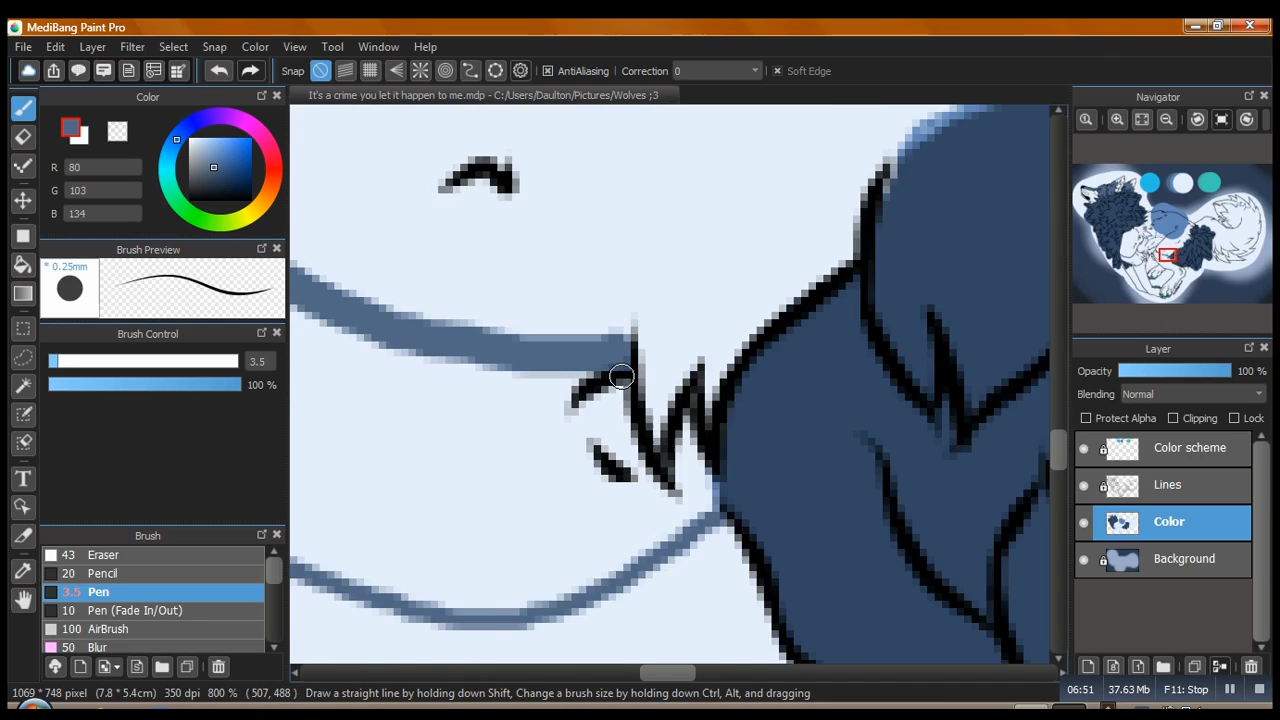 MediBang Paint Pro
File Edit View Layer Filter Select Snap Color View Tool Window Help
Snap AntiAliasing Correction 0 Soft Edge
Color
It's a crime you let it happen to me.mdp - C:/Users/Daulton/Pictures/Wolves ;3
Navigator
R 80
G 103
B 134
Brush Preview
* 0.25mm
Brush Control
3.5
100 %
Layer
Opacity 100 %
Blending Normal
Protect Alpha Clipping Lock
Color scheme
Lines
Color
Background
Brush
43 Eraser
20 Pencil
3.5 Pen
10 Pen (Fade In/Out)
100 AirBrush
50 Blur
1069 * 748 pixel (7.8 * 5.4cm) 350 dpi 800 % ( 507, 488 ) Draw a straight line by holding down Shift, Change a brush size by holding down Ctrl, Alt, and dragging
06:51 37.63 Mb F11: Stop